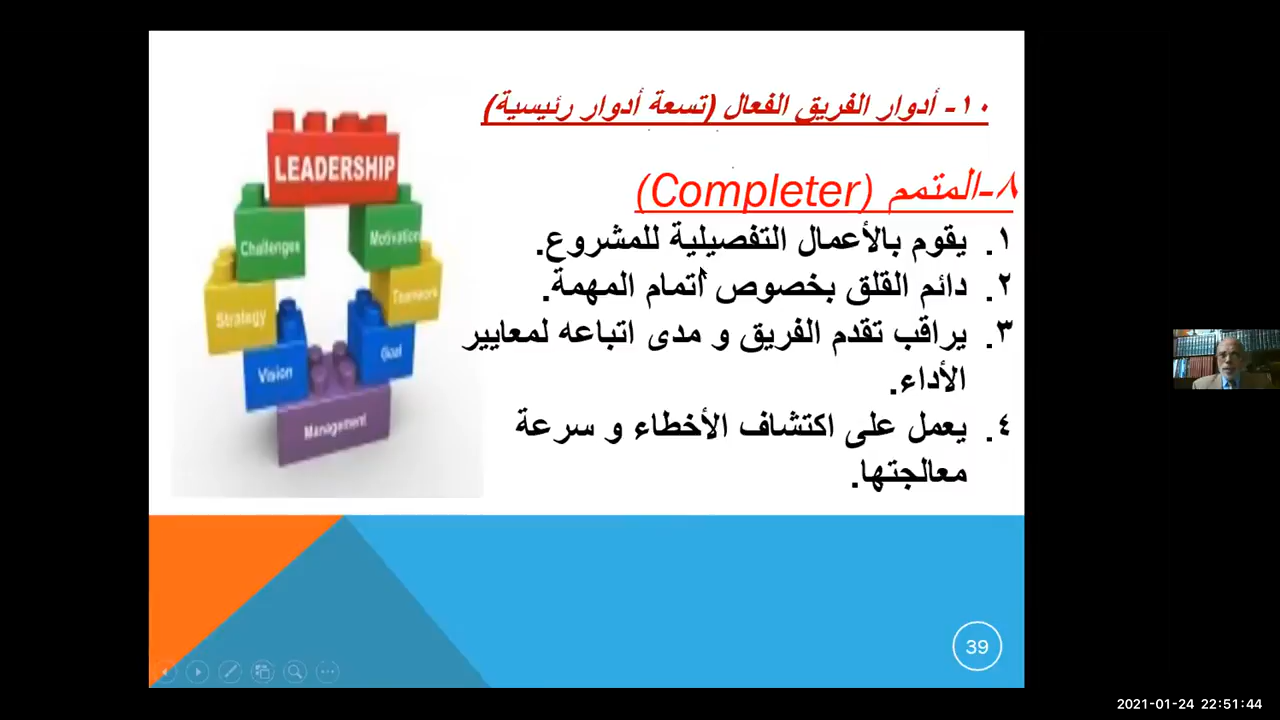 ١٠- أدوار الفريق الفعال (تسعة أدوار رئيسية)
٨-المتمم (Completer)
١. يقوم بالأعمال التفصيلية للمشروع.
٢. دائم القلق بخصوص أتمام المهمة.
٣. يراقب تقدم الفريق و مدى اتباعه لمعايير
الأداء.
٤. يعمل على اكتشاف الأخطاء و سرعة
معالجتها.
LEADERSHIP
Challenges
Motivation
Strategy
Teamwork
Vision
Goal
Management
39
2021-01-24 22:51:44